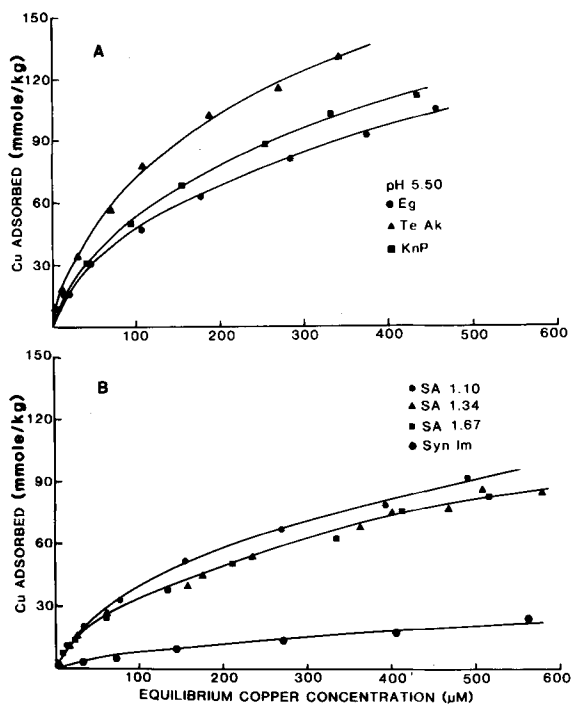 150
A
120
90
60
30
Cu ADSORBED (mmole/kg)
pH 5.50
Eg
Te Ak
KnP
0 100 200 300 400 500 600
150
B
120
90
60
30
Cu ADSORBED (mmole/kg)
SA 1.10
SA 1.34
SA 1.67
Syn Im
0 100 200 300 400 500 600
EQUILIBRIUM COPPER CONCENTRATION (µM)